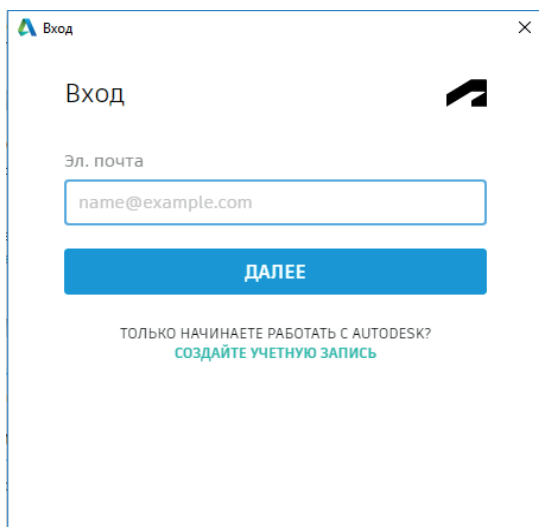 Вход
Вход
Эл. почта
name@example.com
ДАЛЕЕ
ТОЛЬКО НАЧИНАЕТЕ РАБОТАТЬ С AUTODESK?
СОЗДАЙТЕ УЧЕТНУЮ ЗАПИСЬ